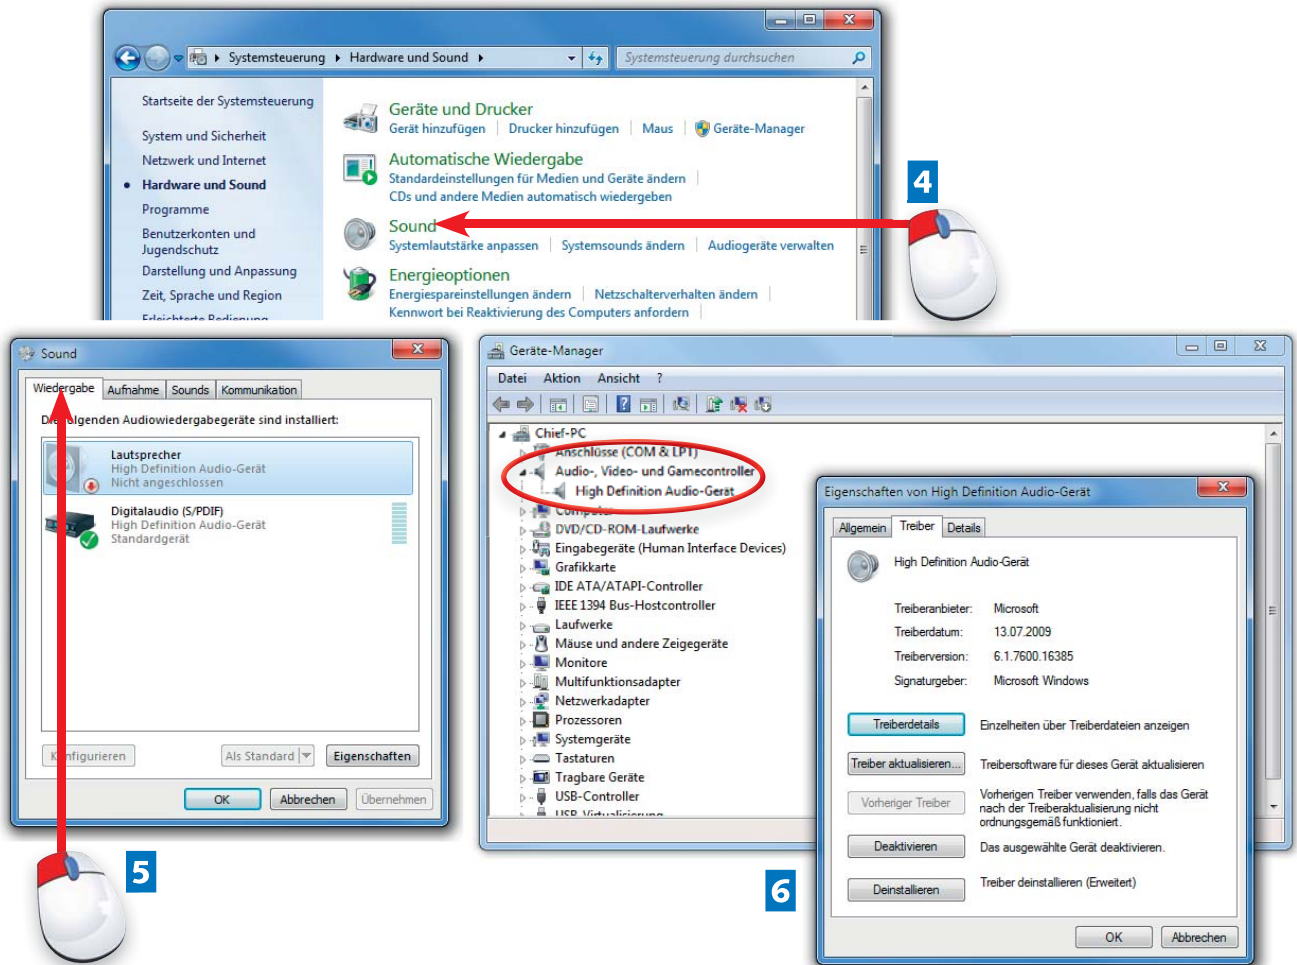 Systemsteuerung
Hardware und Sound
Systemsteuerung durchsuchen
Startseite der Systemsteuerung
System und Sicherheit
Netzwerk und Internet
Hardware und Sound
Programme
Benutzerkonten und
Jugendschutz
Darstellung und Anpassung
Zeit, Sprache und Region
Erleichterte Bedienung
Geräte und Drucker
Gerät hinzufügen
Drucker hinzufügen
Maus
Geräte-Manager
Automatische Wiedergabe
Standardeinstellungen für Medien und Geräte ändern
CDs und andere Medien automatisch wiedergeben
Sound
Systemlautstärke anpassen
Systemsounds ändern
Audiogeräte verwalten
Energieoptionen
Energiespareinstellungen ändern
Netzschalterverhalten ändern
Kennwort bei Reaktivierung des Computers anfordern
4
Sound
Wiedergabe
Aufnahme
Sounds
Kommunikation
Die folgenden Audiowiedergabegeräte sind installiert:
Lautsprecher
High Definition Audio-Gerät
Nicht angeschlossen
Digitalaudio (S/PDIF)
High Definition Audio-Gerät
Standardgerät
Konfigurieren
Als Standard
Eigenschaften
OK
Abbrechen
Übernehmen
5
Geräte-Manager
Datei
Aktion
Ansicht
?
Chief-PC
Anschlüsse (COM & LPT)
Audio-, Video- und Gamecontroller
High Definition Audio-Gerät
Computer
DVD/CD-ROM-Laufwerke
Eingabegeräte (Human Interface Devices)
Grafikkarte
IDE ATA/ATAPI-Controller
IEEE 1394 Bus-Hostcontroller
Laufwerke
Mäuse und andere Zeigegeräte
Monitore
Multifunktionsadapter
Netzwerkadapter
Prozessoren
Systemgeräte
Tastaturen
Tragbare Geräte
USB-Controller
USB-Virtualisierung
6
Eigenschaften von High Definition Audio-Gerät
Allgemein
Treiber
Details
High Definition Audio-Gerät
Treiberanbieter: Microsoft
Treiberdatum: 13.07.2009
Treiberversion: 6.1.7600.16385
Signaturgeber: Microsoft Windows
Treiberdetails
Einzelheiten über Treiberdateien anzeigen
Treiber aktualisieren...
Treibersoftware für dieses Gerät aktualisieren
Vorheriger Treiber
Vorherigen Treiber verwenden, falls das Gerät
nach der Treiberaktualisierung nicht
ordnungsgemäß funktioniert.
Deaktivieren
Das ausgewählte Gerät deaktivieren.
Deinstallieren
Treiber deinstallieren (Erweitert)
OK
Abbrechen